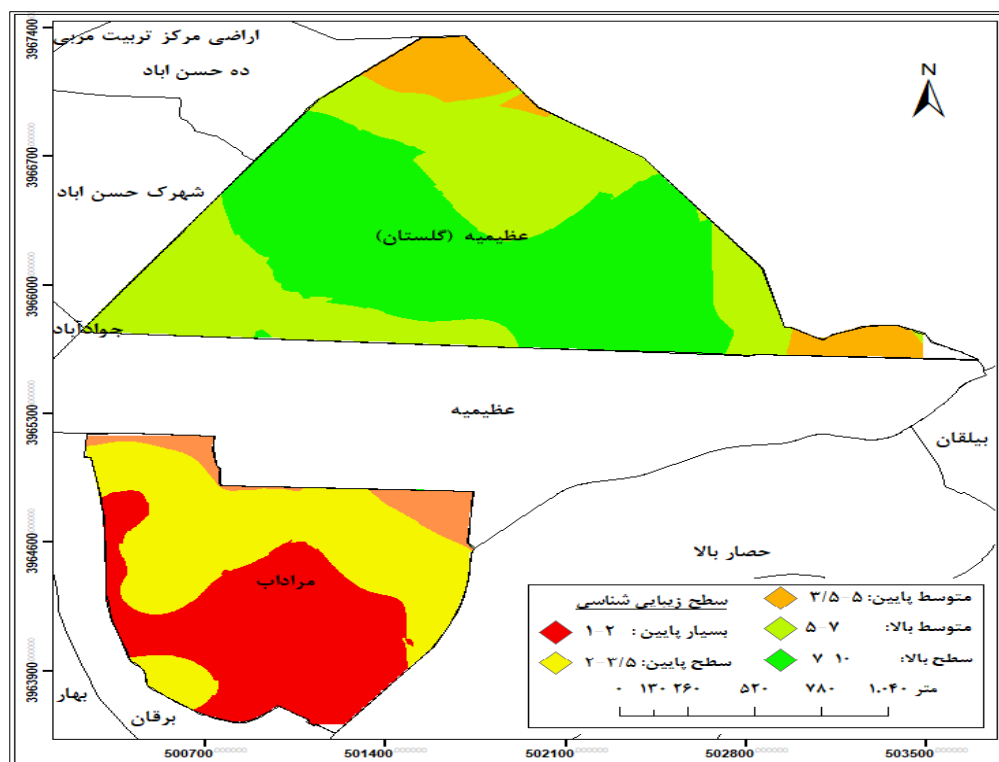 اراضی مرکز تربیت مربی
ده حسن اباد
شهرک حسن اباد
N
عظیمیه (گلستان)
جوادآباد
عظیمیه
بیلقان
حصار بالا
مراداب
بهار
برقان
سطح زیبایی شناسی
بسیار پایین : ۲-۱
سطح پایین: ۳/۵-۲
متوسط پایین: ۵-۳/۵
متوسط بالا: ۷-۵
سطح بالا: ۱۰ ۷
۰ ۱۳۰ ۲۶۰ ۵۲۰ ۷۸۰ ۱.۰۴۰ متر
3967400
3966700
3966000
3965300
3964600
3963900
500700
501400
502100
502800
503500